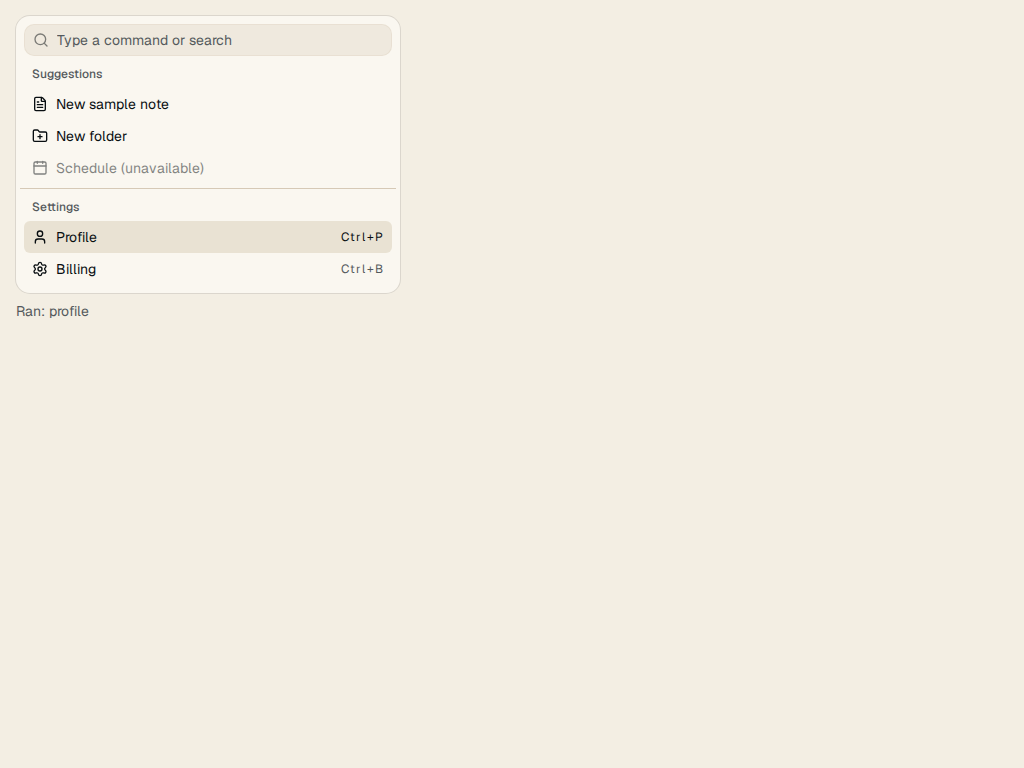 Type a command or search
Suggestions
New sample note
New folder
Schedule (unavailable)
Settings
Profile Ctrl+P
Billing Ctrl+B
Ran: profile